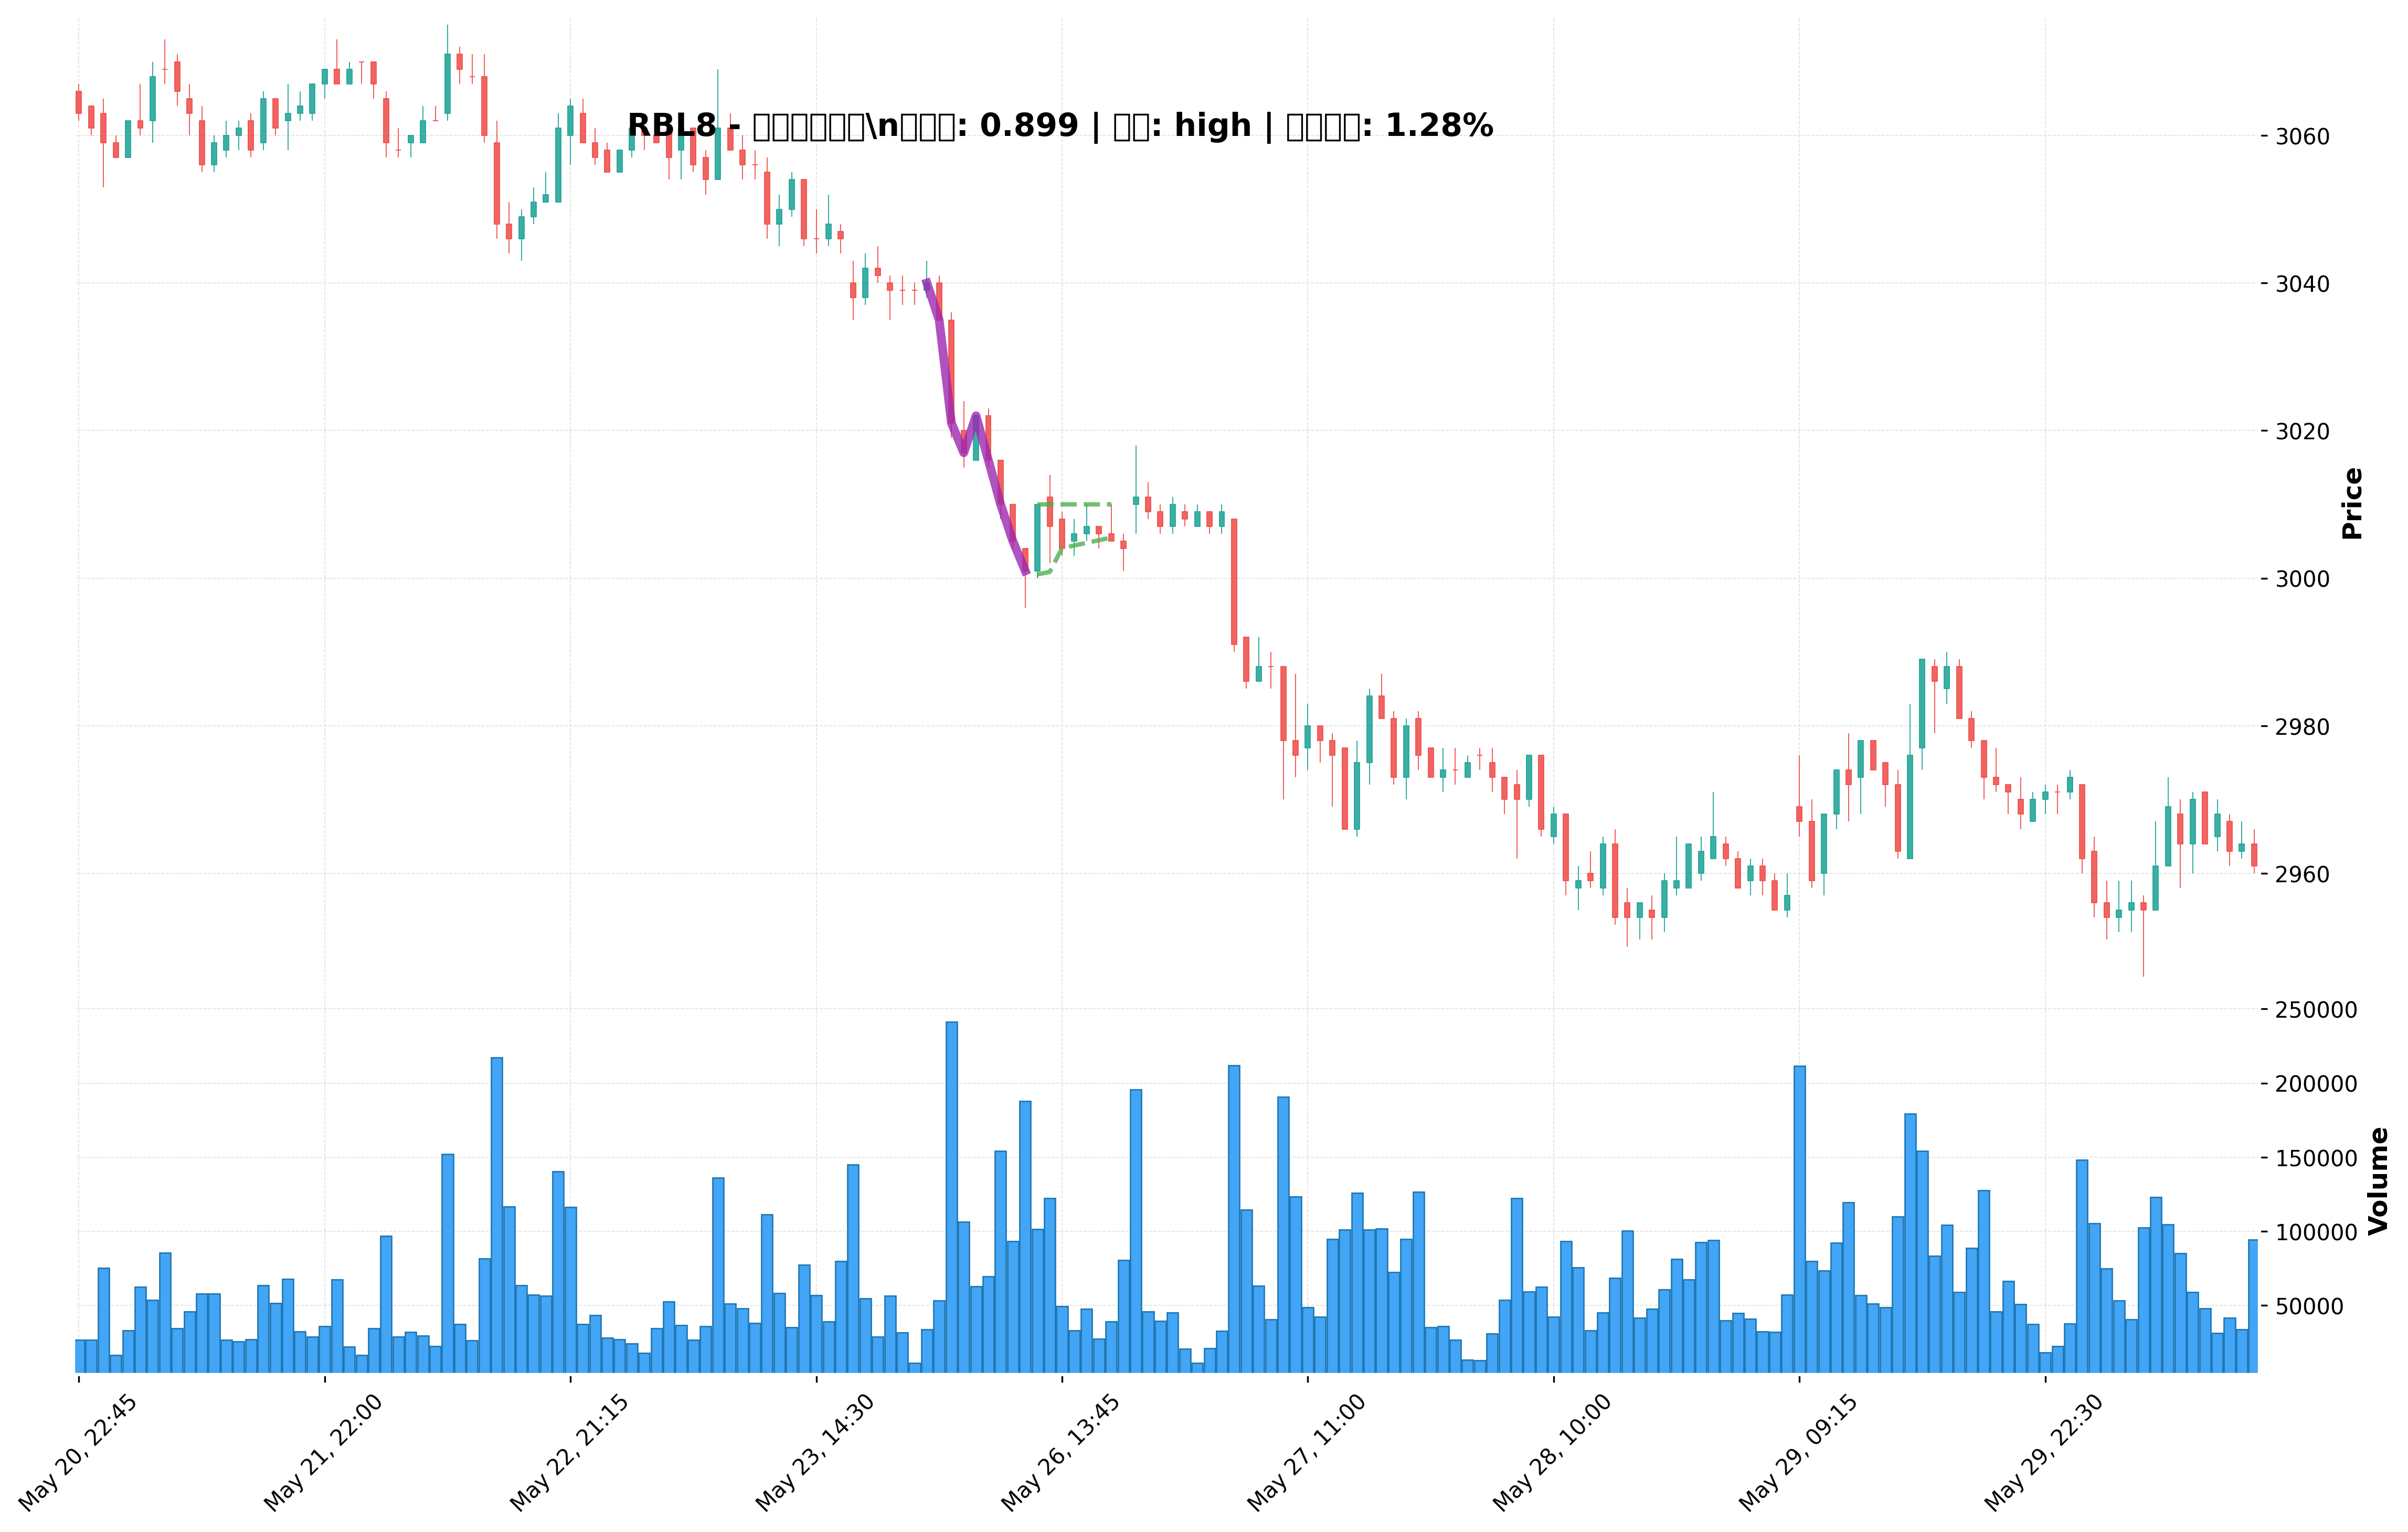 RBL8 - □□□□□□\n□□□: 0.899 | □□: high | □□□□: 1.28%
3060
3040
3020
3000
2980
2960
Price
250000
200000
150000
100000
50000
Volume
May 20, 22:45
May 21, 22:00
May 22, 21:15
May 23, 14:30
May 26, 13:45
May 27, 11:00
May 28, 10:00
May 29, 09:15
May 29, 22:30